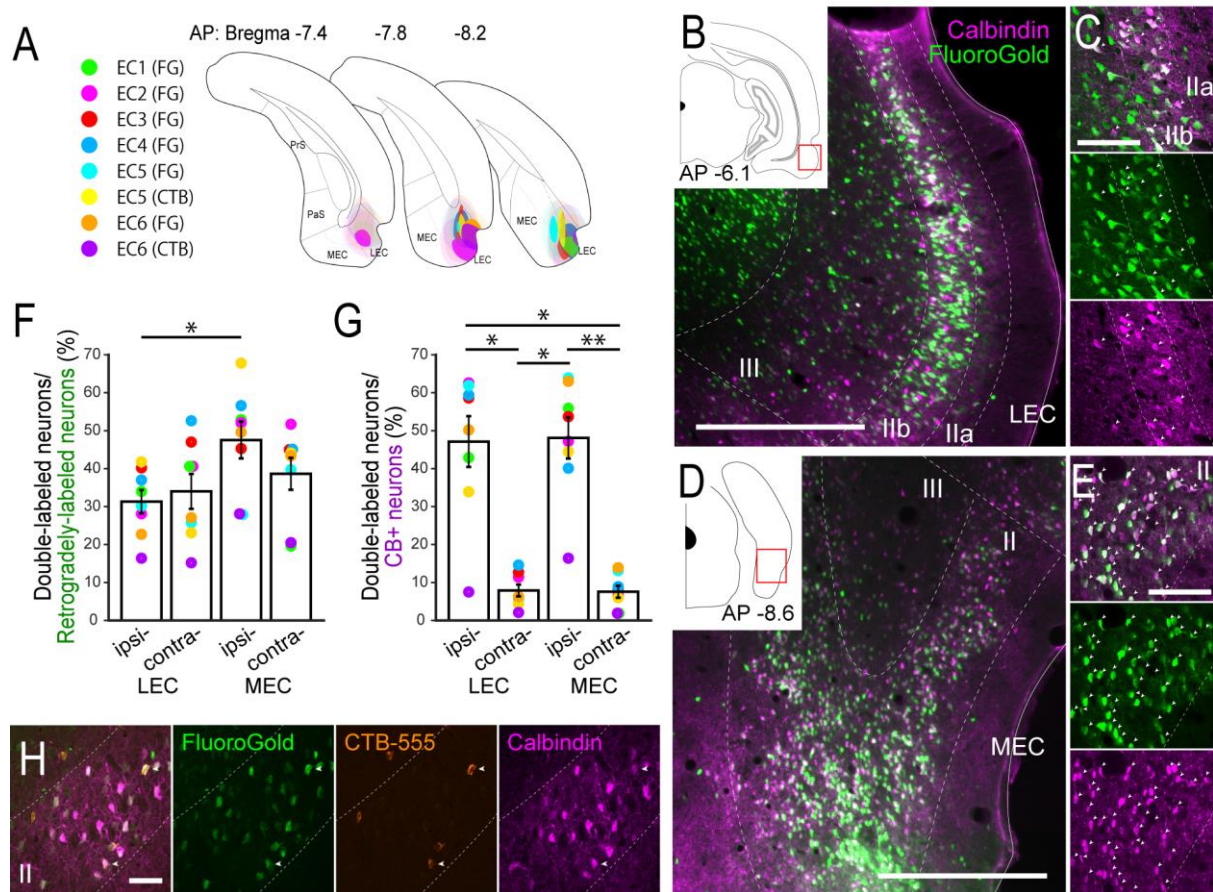 A
AP: Bregma -7.4 -7.8 -8.2
EC1 (FG)
EC2 (FG)
EC3 (FG)
EC4 (FG)
EC5 (FG)
EC5 (CTB)
EC6 (FG)
EC6 (CTB)
PrS
PaS
MEC
LEC
MEC
LEC
MEC
LEC
B
AP -6.1
Calbindin
FluoroGold
III
IIb
IIa
LEC
C
IIa
IIb
F
Double-labeled neurons/
Retrogradely-labeled neurons (%)
70
60
50
40
30
20
10
0
*
ipsi- contra- ipsi- contra-
LEC MEC
G
Double-labeled neurons/
CB+ neurons (%)
70
60
50
40
30
20
10
0
*
* * **
ipsi- contra- ipsi- contra-
LEC MEC
D
AP -8.6
III
II
MEC
E
II
H
II
FluoroGold
CTB-555
Calbindin